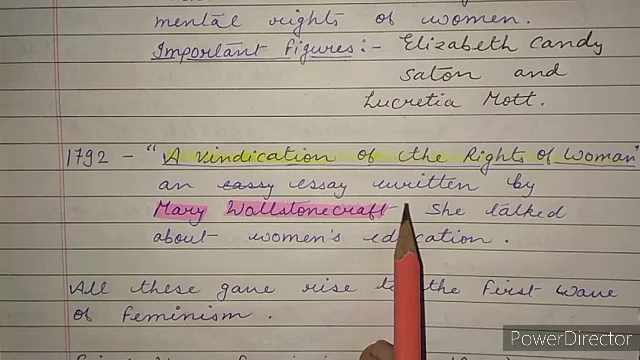 mental rights of women.
Important figures:- Elizabeth Candy
Saton and
Lucretia Mott.
1792 - "A vindication of the Rights of Woman"
an eassy essay written by
Mary Wallstonecraft. She talked
about women's education.
All these gave rise to the First Wave
of Feminism.
PowerDirector